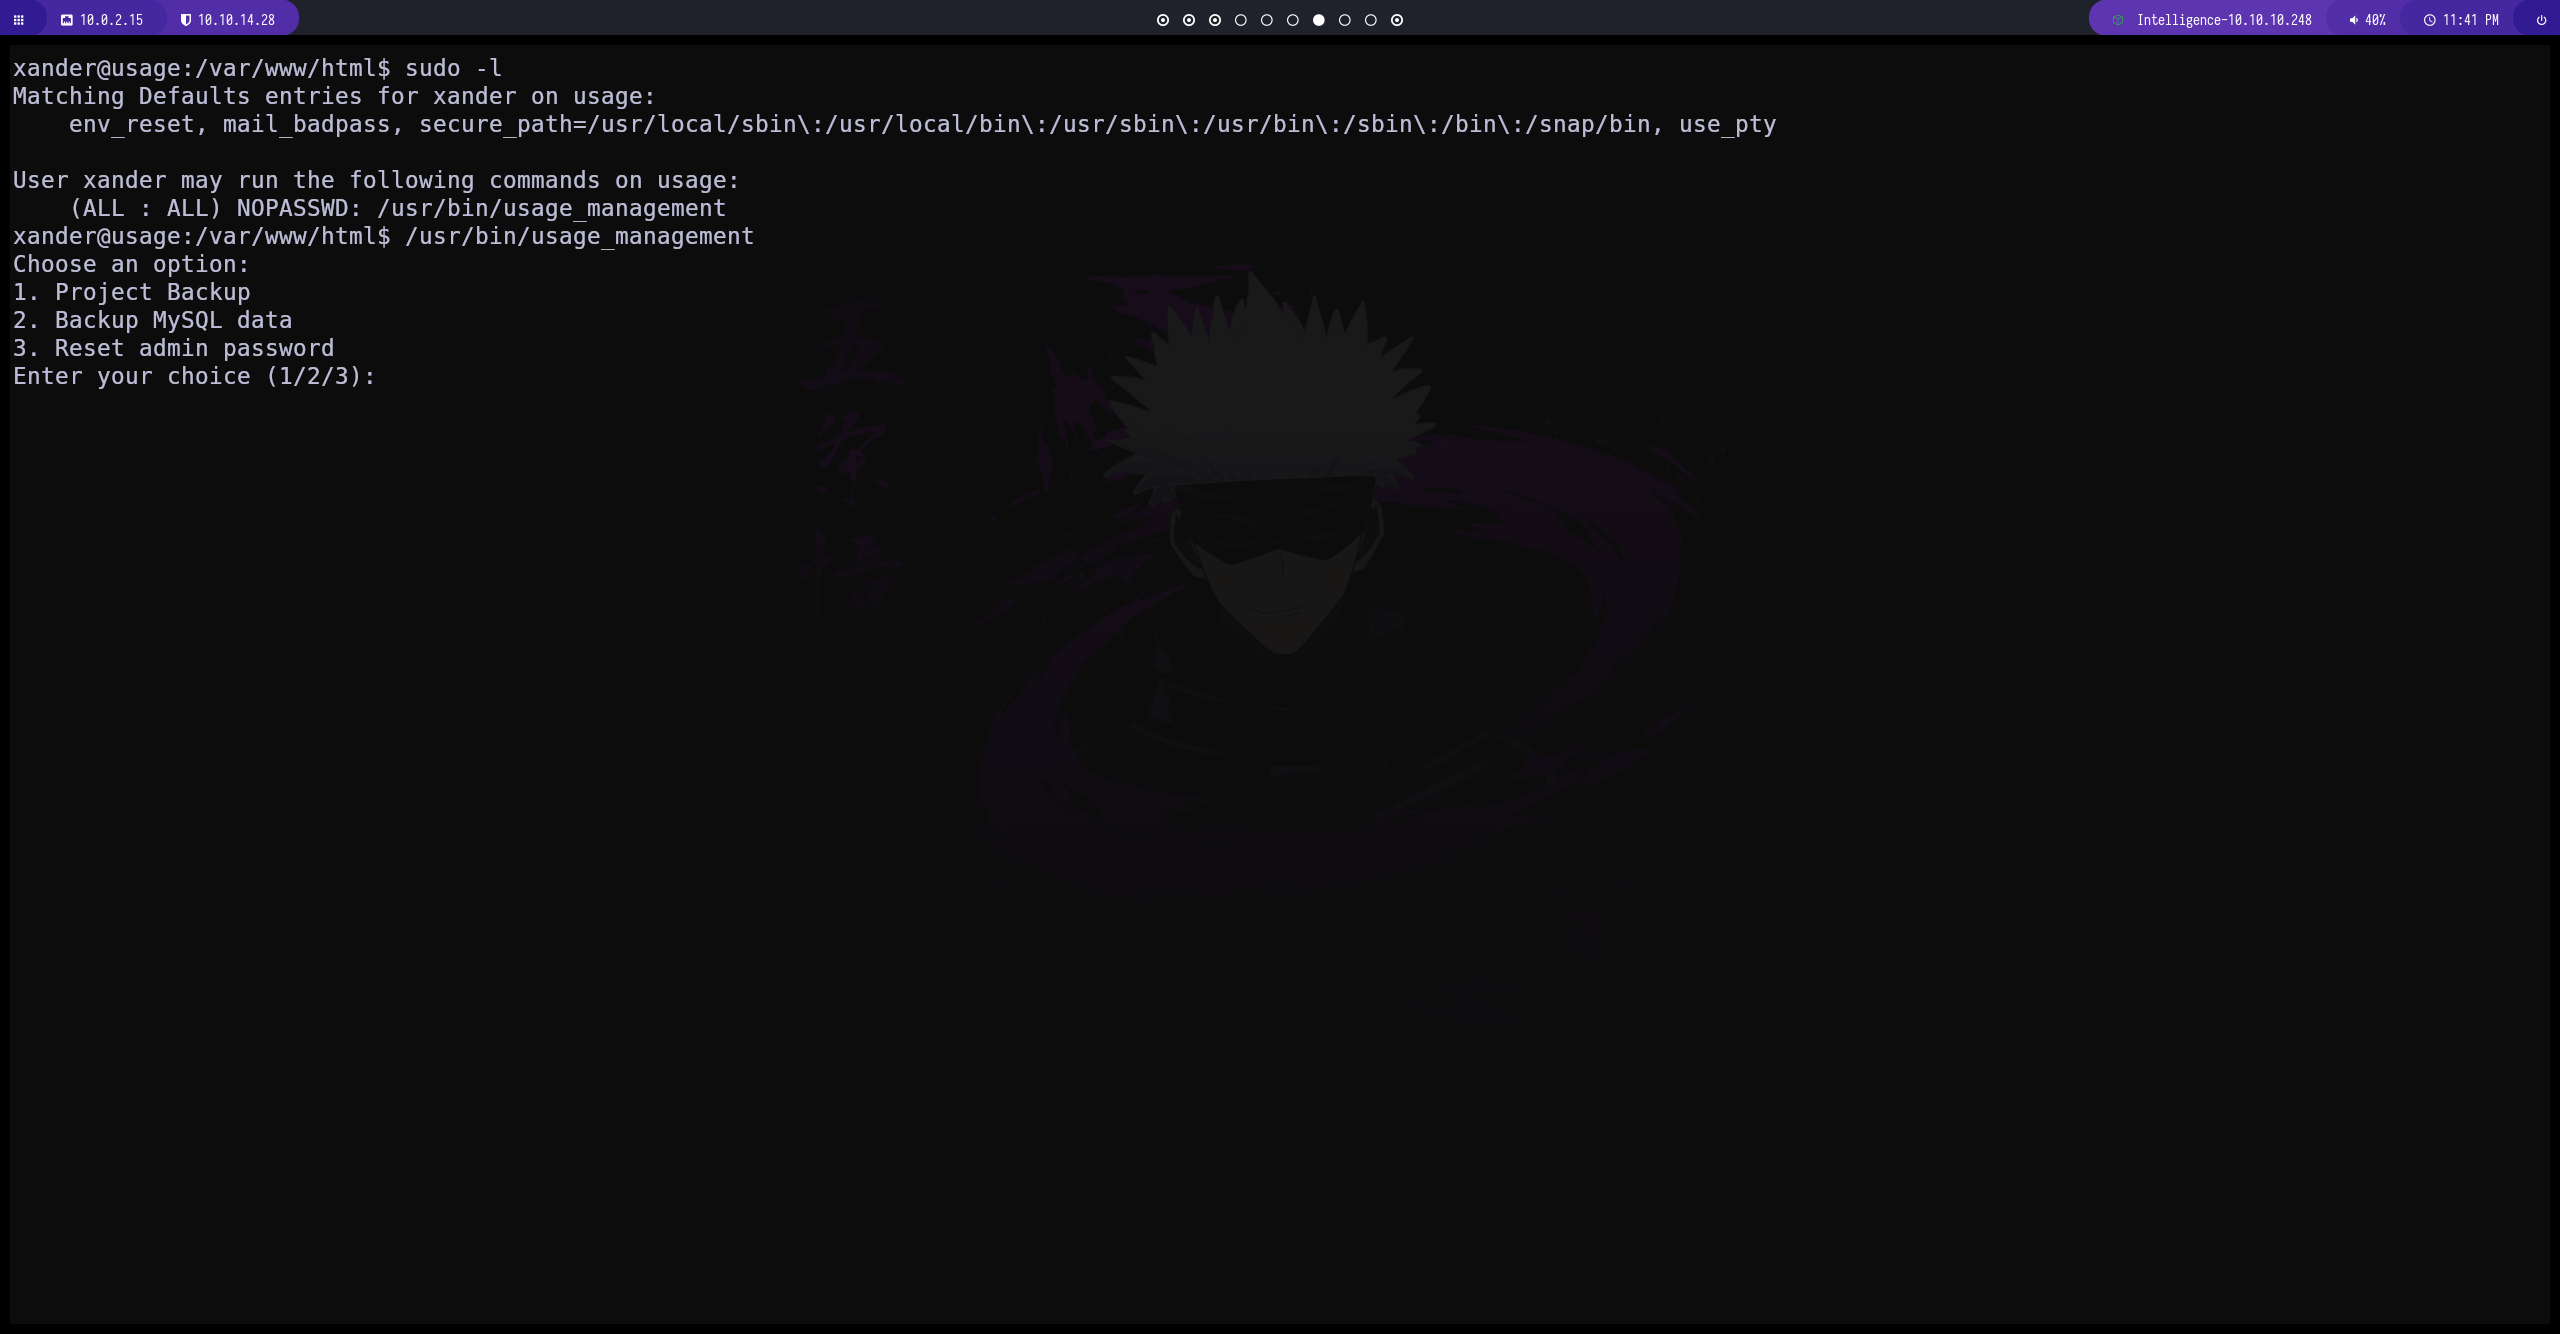 10.0.2.15 10.10.14.28 Intelligence-10.10.10.248 40% 11:41 PM
xander@usage:/var/www/html$ sudo -l
Matching Defaults entries for xander on usage:
    env_reset, mail_badpass, secure_path=/usr/local/sbin\:/usr/local/bin\:/usr/sbin\:/usr/bin\:/sbin\:/bin\:/snap/bin, use_pty

User xander may run the following commands on usage:
    (ALL : ALL) NOPASSWD: /usr/bin/usage_management
xander@usage:/var/www/html$ /usr/bin/usage_management
Choose an option:
1. Project Backup
2. Backup MySQL data
3. Reset admin password
Enter your choice (1/2/3):
五
条
悟